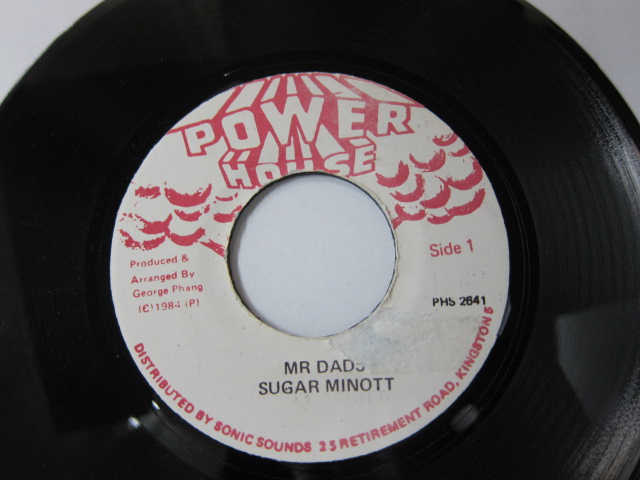 POWER
HOUSE
Side 1
Produced &
Arranged By
George Phang
(C)1984 (P)
PHS 2641
MR
SUGAR MINOTT
DISTRIBUTED BY SONIC SOUNDS 25 RETIREMENT ROAD, KINGSTON 5